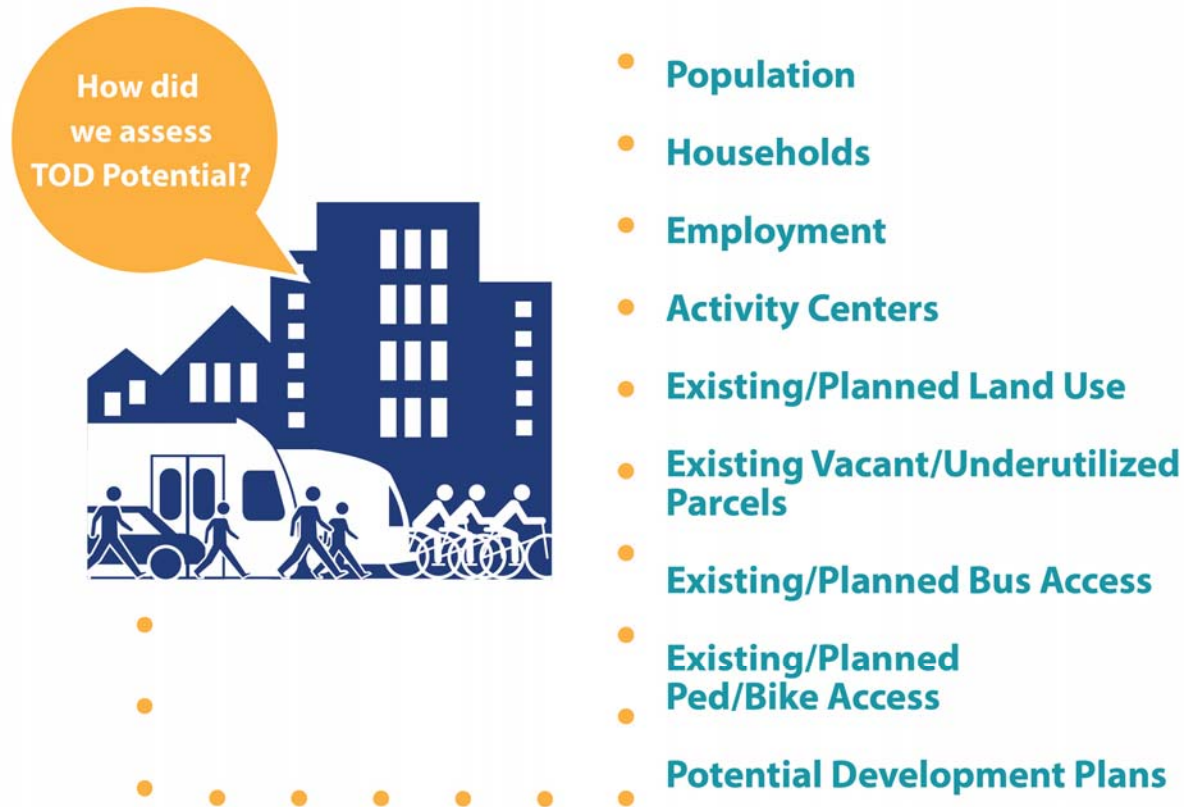 How did
we assess
TOD Potential?
Population
Households
Employment
Activity Centers
Existing/Planned Land Use
Existing Vacant/Underutilized
Parcels
Existing/Planned Bus Access
Existing/Planned
Ped/Bike Access
Potential Development Plans